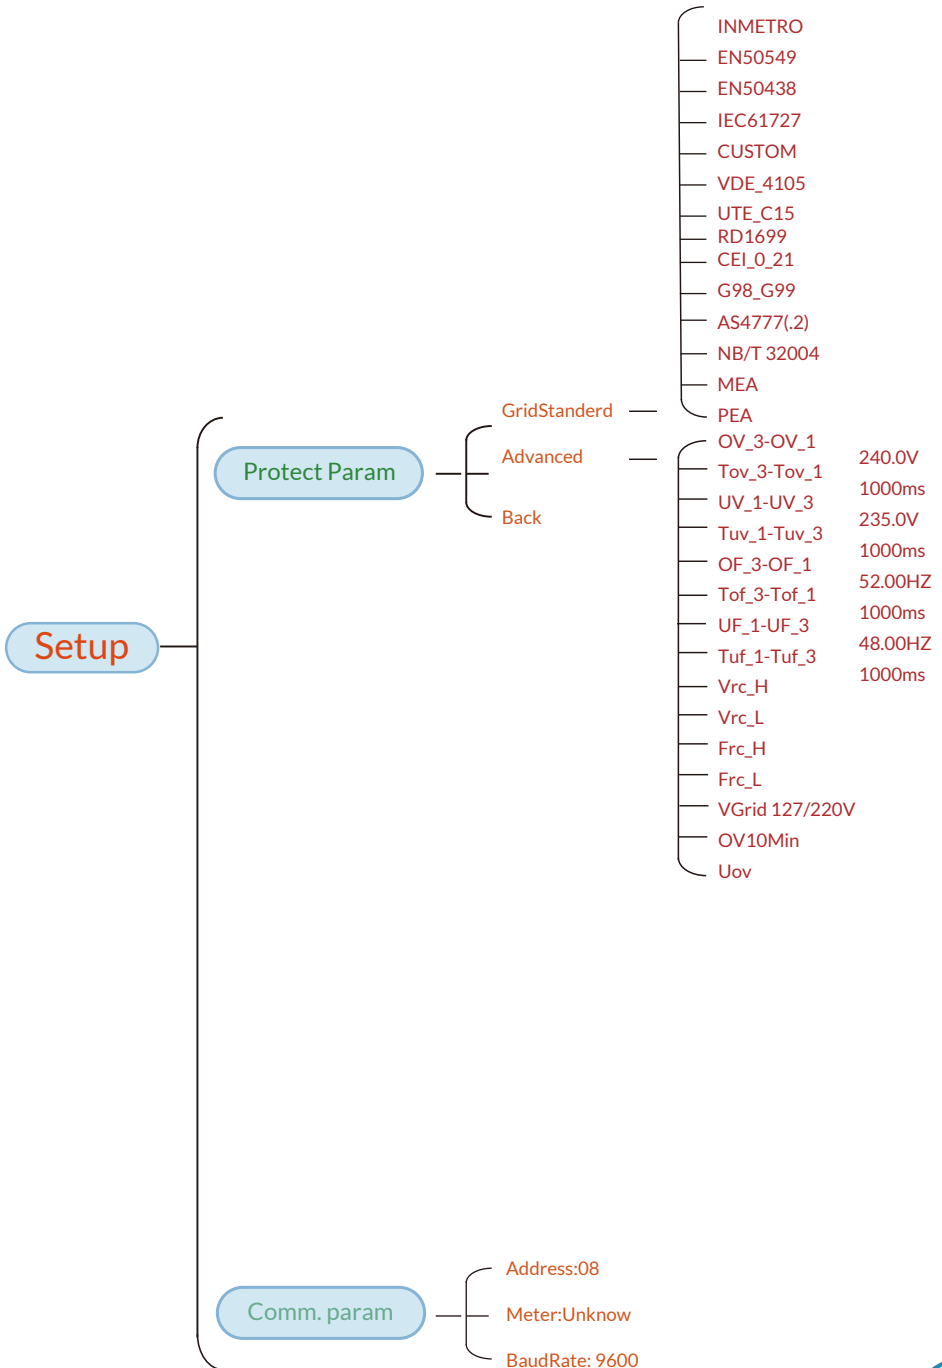 INMETRO
EN50549
EN50438
IEC61727
CUSTOM
VDE_4105
UTE_C15
RD1699
CEI_0_21
G98_G99
AS4777(.2)
NB/T 32004
MEA
PEA
GridStanderd
Advanced
Back
Protect Param
OV_3-OV_1
240.0V
Tov_3-Tov_1
1000ms
UV_1-UV_3
235.0V
Tuv_1-Tuv_3
1000ms
OF_3-OF_1
52.00HZ
Tof_3-Tof_1
1000ms
UF_1-UF_3
48.00HZ
Tuf_1-Tuf_3
1000ms
Vrc_H
Vrc_L
Frc_H
Frc_L
VGrid 127/220V
OV10Min
Uov
Setup
Comm. param
Address:08
Meter:Unknow
BaudRate: 9600